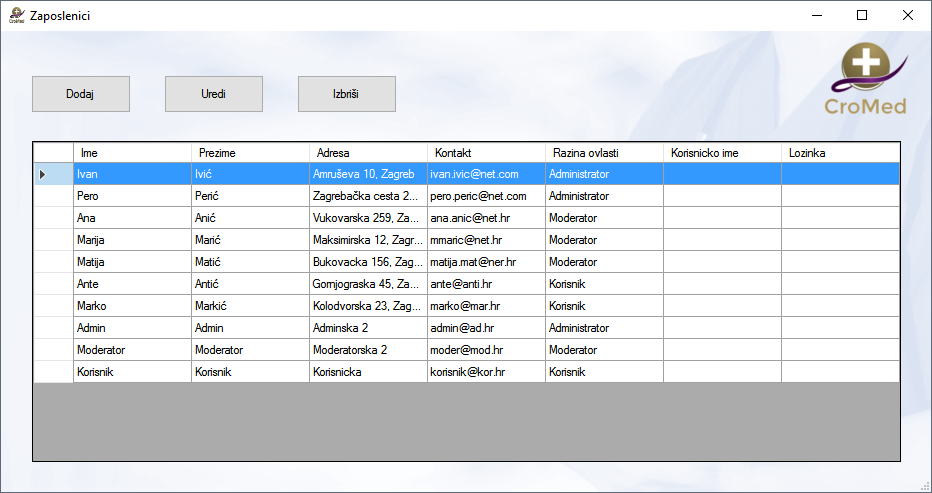 CroMed
Zaposlenici
Dodaj Uredi Izbriši
CroMed
Ime Prezime Adresa Kontakt Razina ovlasti Korisnicko ime Lozinka
Ivan Ivić Amruševa 10, Zagreb ivan.ivic@net.com Administrator
Pero Perić Zagrebačka cesta 2... pero.peric@net.com Administrator
Ana Anić Vukovarska 259, Za... ana.anic@net.hr Moderator
Marija Marić Maksimirska 12, Zagr... mmaric@net.hr Moderator
Matija Matić Bukovacka 156, Zag... matija.mat@ner.hr Moderator
Ante Antić Gornjograska 45, Za... ante@anti.hr Korisnik
Marko Markić Kolodvorska 23, Zag... marko@mar.hr Korisnik
Admin Admin Adminska 2 admin@ad.hr Administrator
Moderator Moderator Moderatorska 2 moder@mod.hr Moderator
Korisnik Korisnik Korisnicka korisnik@kor.hr Korisnik